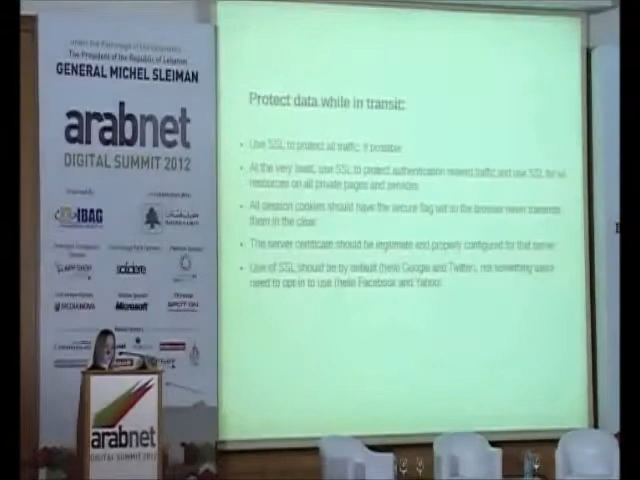 Under the Patronage of His Excellency
The President of the Republic of Lebanon
GENERAL MICHEL SLEIMAN
arabnet
DIGITAL SUMMIT 2012
IBAG
APP SHOP
solidere
MEDIANOVA
Microsoft
arabnet
DIGITAL SUMMIT 2012
Protect data while in transit:
• Use SSL to protect all traffic, if possible
• At the very least, use SSL to protect authentication related traffic and use SSL for all
resources on all private pages and services
• All session cookies should have the secure flag set so the browser never transmits
them in the clear
• The server certificate should be legitimate and properly configured for that server
• Use of SSL should be by default (hello Google and Twitter), not something users
need to opt-in to use (hello Facebook and Yahoo)